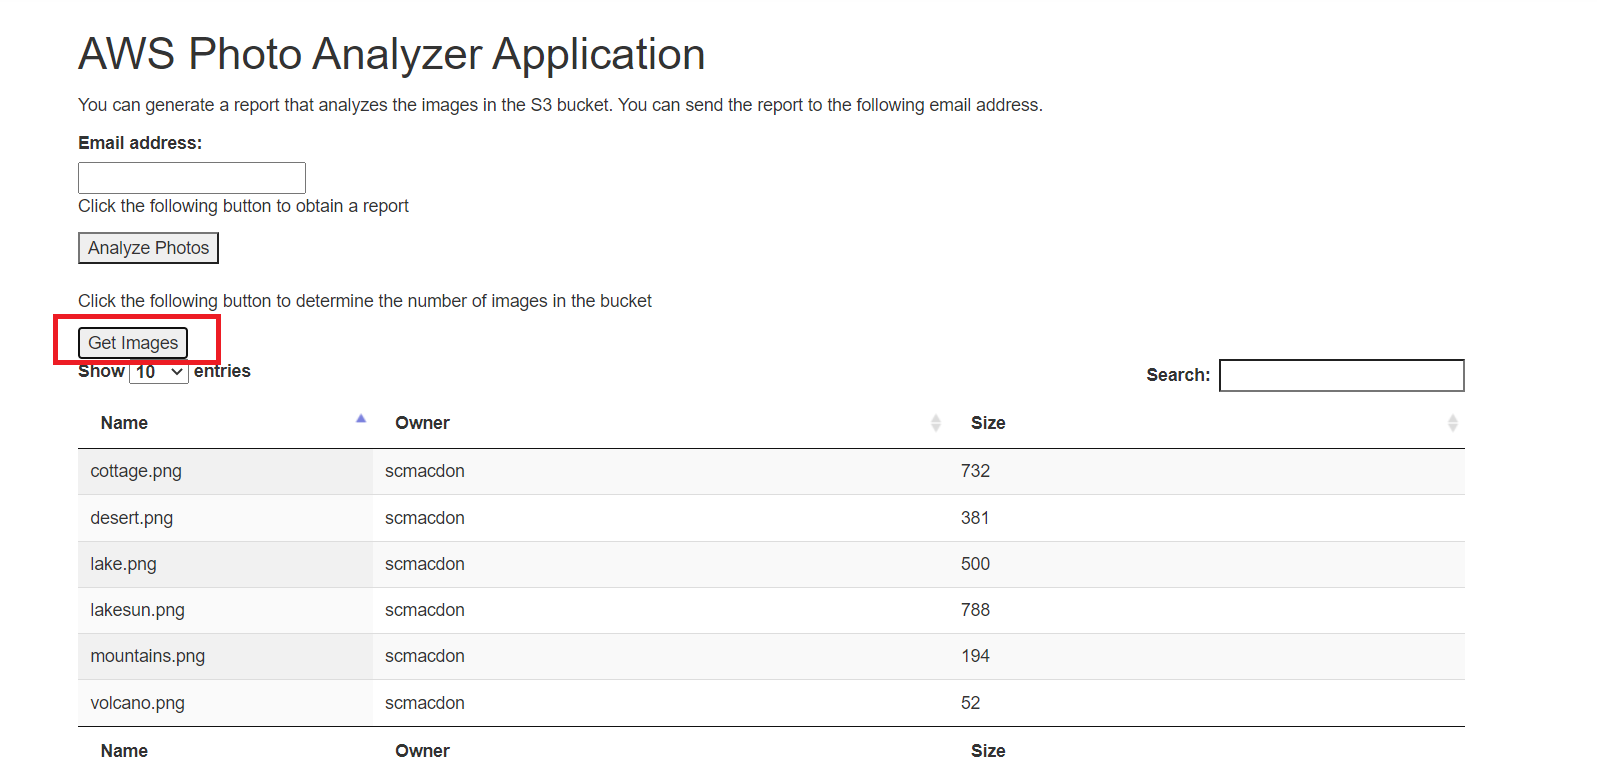 AWS Photo Analyzer Application
You can generate a report that analyzes the images in the S3 bucket. You can send the report to the following email address.
Email address:
Click the following button to obtain a report
Analyze Photos
Click the following button to determine the number of images in the bucket
Get Images
Show 10 entries Search:
Name Owner Size
cottage.png scmacdon 732
desert.png scmacdon 381
lake.png scmacdon 500
lakesun.png scmacdon 788
mountains.png scmacdon 194
volcano.png scmacdon 52
Name Owner Size